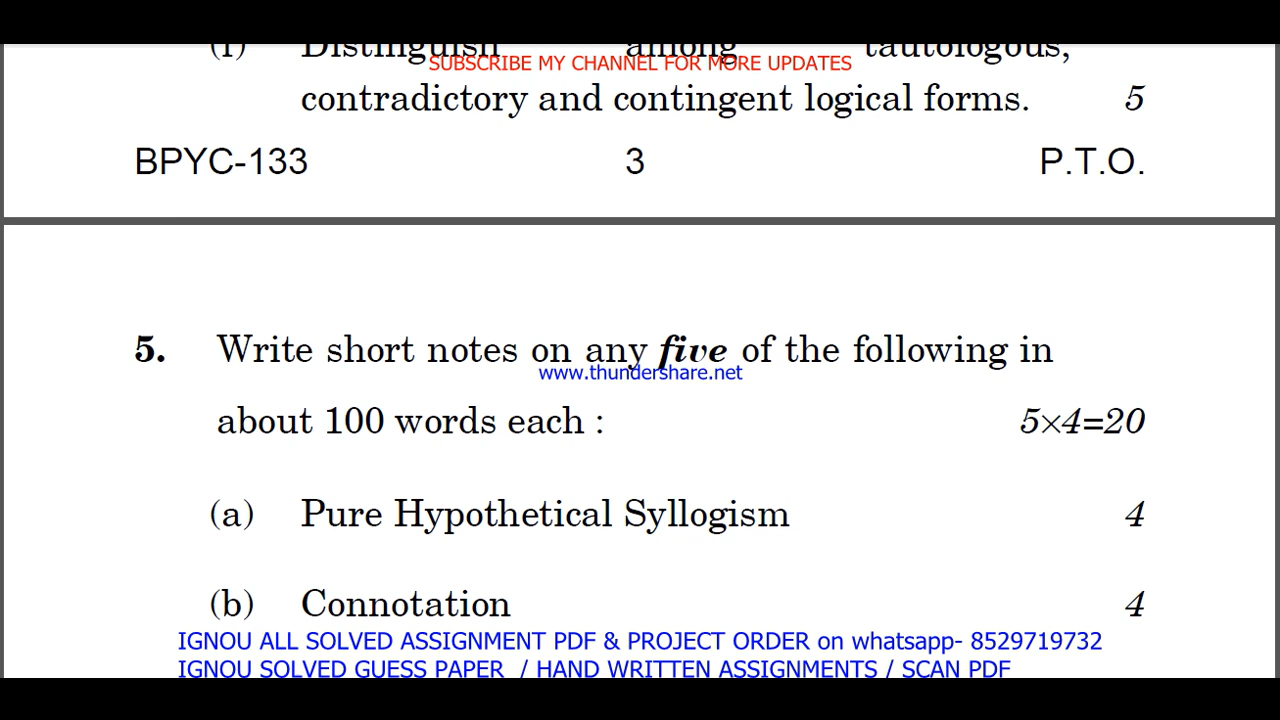 (f) Distinguish among tautologous,
SUBSCRIBE MY CHANNEL FOR MORE UPDATES
contradictory and contingent logical forms. 5
BPYC-133 3 P.T.O.
5. Write short notes on any five of the following in
www.thundershare.net
about 100 words each : 5×4=20
(a) Pure Hypothetical Syllogism 4
(b) Connotation 4
IGNOU ALL SOLVED ASSIGNMENT PDF & PROJECT ORDER on whatsapp- 8529719732
IGNOU SOLVED GUESS PAPER / HAND WRITTEN ASSIGNMENTS / SCAN PDF